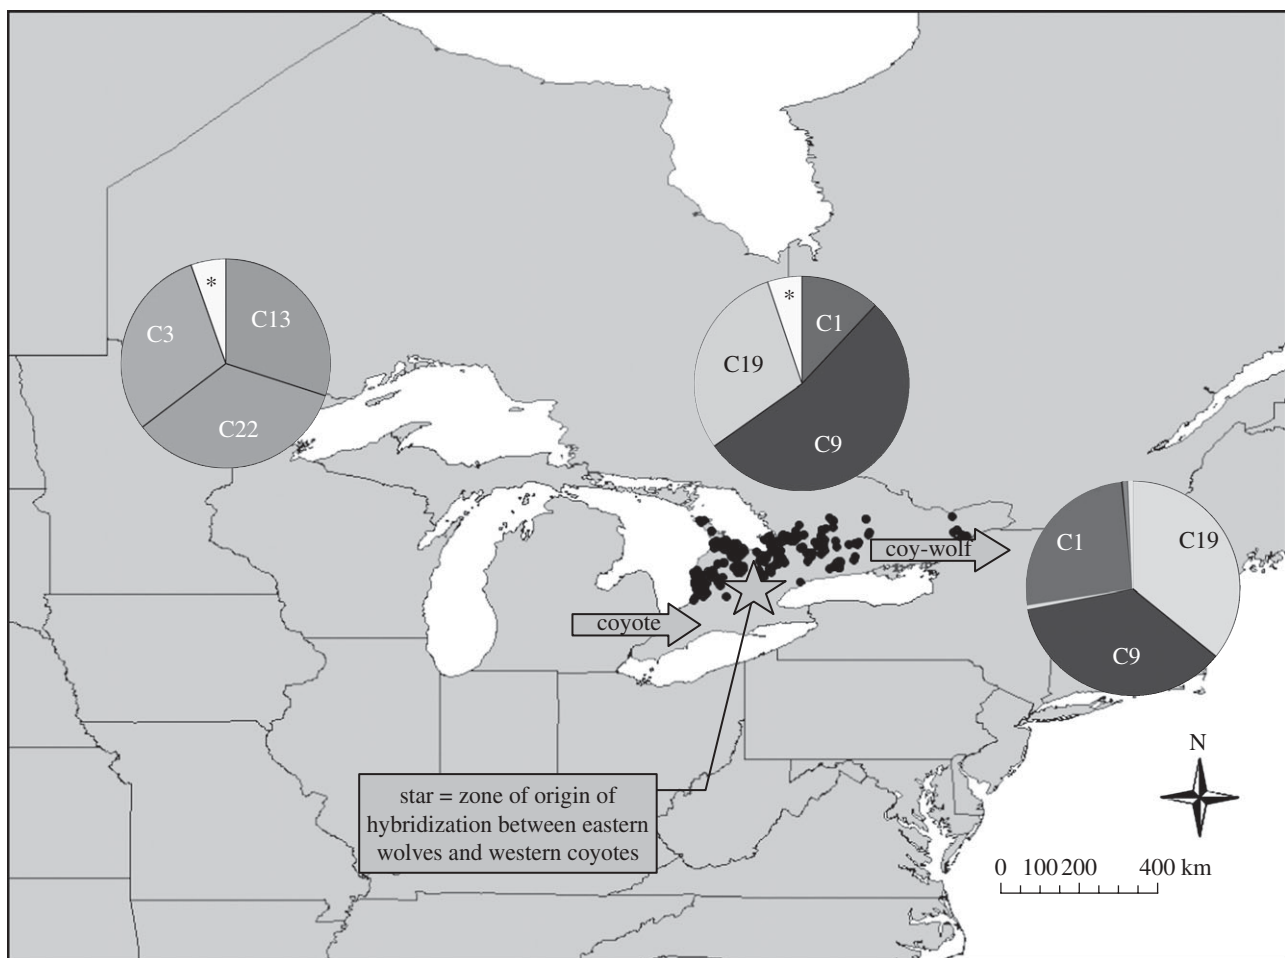 *
C3
C13
C22
*
C1
C19
C9
C1
C19
C9
coy-wolf
coyote
star = zone of origin of
hybridization between eastern
wolves and western coyotes
N
0 100 200 400 km